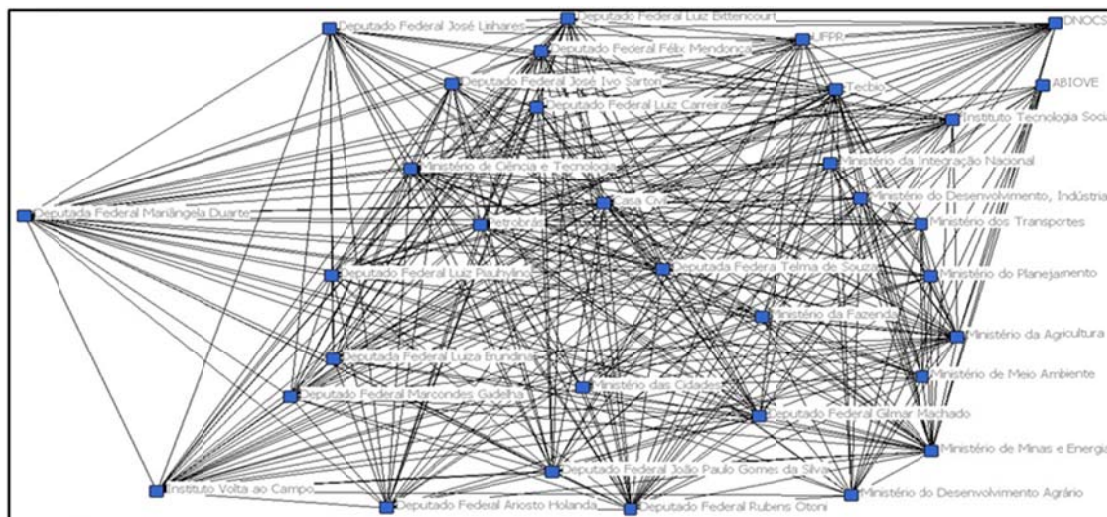 Deputado Federal Luiz Bittencourt
DNOCS
Deputado Federal José Linhares
UFPR
Deputado Federal Félix Mendonça
Deputado Federal José Ivo Sartori
Tecbio
ABIOVE
Deputado Federal Luiz Carreira
Instituto Tecnologia Social
Ministério de Ciência e Tecnologia
Ministério da Integração Nacional
Casa Civil
Ministério do Desenvolvimento, Indústria
Deputada Federal Mariângela Duarte
Petrobrás
Ministério dos Transportes
Deputado Federal Luiz Piauhylino
Deputada Federa Telma de Souza
Ministério do Planejamento
Ministério da Fazenda
Ministério da Agricultura
Deputada Federal Luiza Erundina
Ministério das Cidades
Ministério de Meio Ambiente
Deputado Federal Marcondes Gadelha
Deputado Federal Gilmar Machado
Ministério de Minas e Energia
Deputado Federal João Paulo Gomes da Silva
Instituto Volta ao Campo
Ministério do Desenvolvimento Agrário
Deputado Federal Ariosto Holanda
Deputado Federal Rubens Otoni